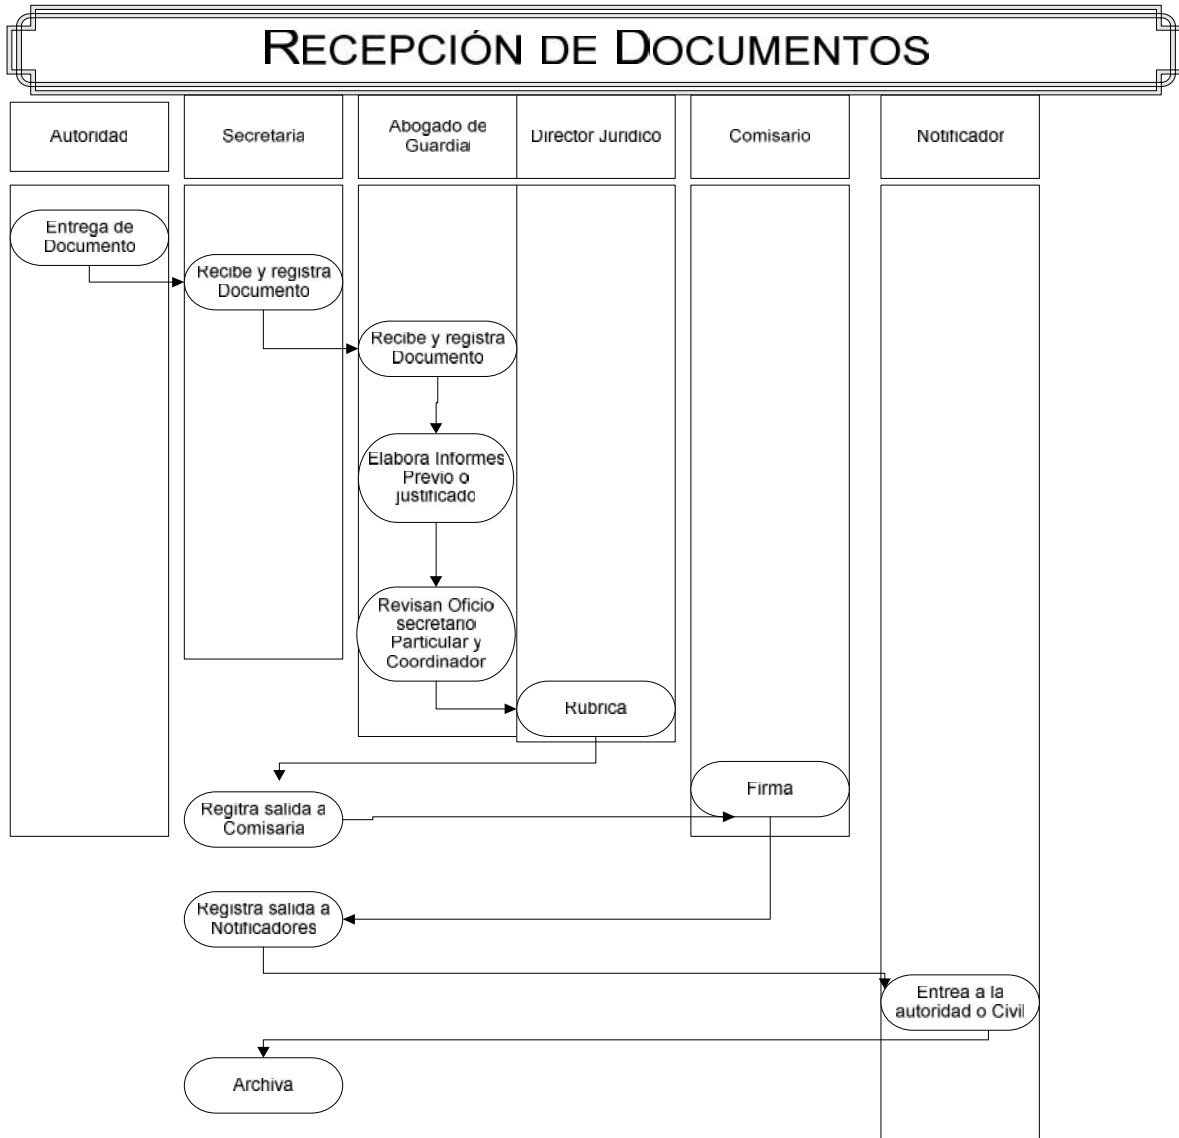 RECEPCIÓN DE DOCUMENTOS
Autoridad
Secretaria
Abogado de
Guardia
Director Jurídico
Comisario
Notificador
Entrega de
Documento
Recibe y registra
Documento
Recibe y registra
Documento
Elabora Informes
Previo o
justificado
Revisan Oficio
secretario
Particular y
Coordinador
Rubrica
Regitra salida a
Comisaria
Firma
Registra salida a
Notificadores
Entrea a la
autoridad o Civil
Archiva